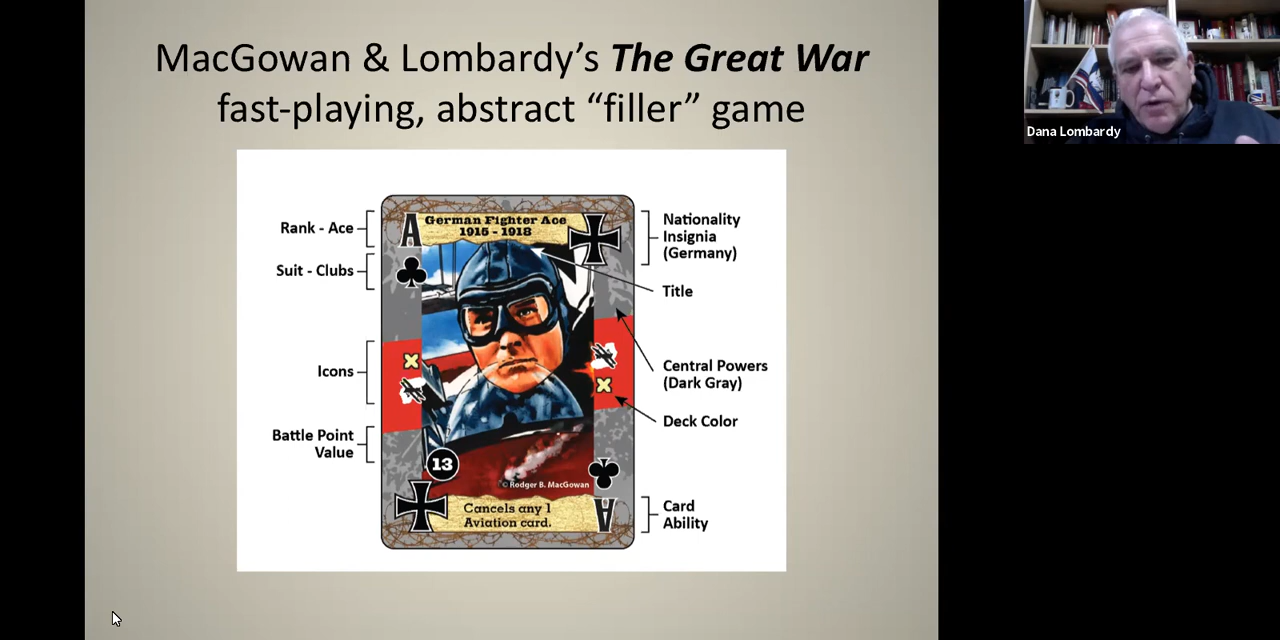 MacGowan & Lombardy's The Great War
fast-playing, abstract "filler" game
Dana Lombardy
Rank - Ace
Suit - Clubs
Icons
Battle Point
Value
A
German Fighter Ace
1915 - 1918
13
© Rodger B. MacGowan
Cancels any 1
Aviation card.
A
Nationality
Insignia
(Germany)
Title
Central Powers
(Dark Gray)
Deck Color
Card
Ability